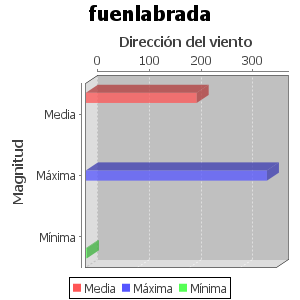 fuenlabrada
Dirección del viento
0 100 200 300
Magnitud
Media
Máxima
Mínima
Media Máxima Mínima